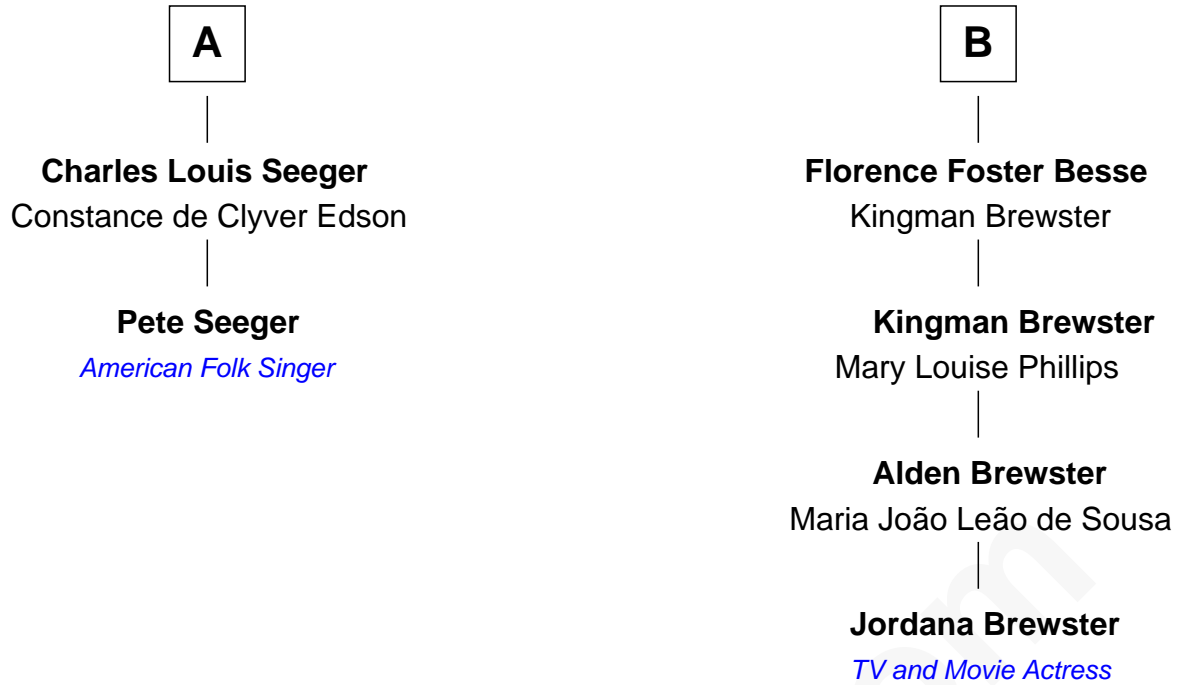 A
Charles Louis Seeger
Constance de Clyver Edson
Pete Seeger
American Folk Singer
B
Florence Foster Besse
Kingman Brewster
Kingman Brewster
Mary Louise Phillips
Alden Brewster
Maria João Leão de Sousa
Jordana Brewster
TV and Movie Actress